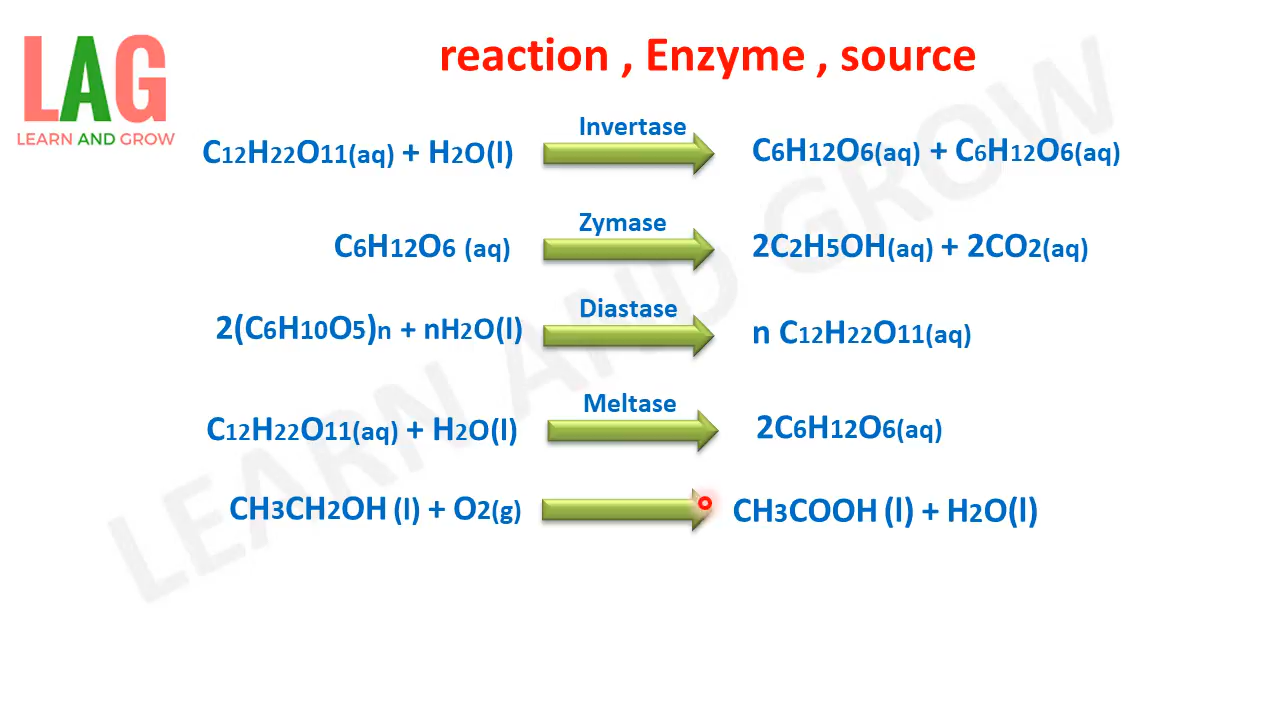 LAG
LEARN AND GROW
reaction , Enzyme , source
Invertase
C12H22O11(aq) + H2O(l) C6H12O6(aq) + C6H12O6(aq)
Zymase
C6H12O6 (aq) 2C2H5OH(aq) + 2CO2(aq)
Diastase
2(C6H10O5)n + nH2O(l) n C12H22O11(aq)
Meltase
C12H22O11(aq) + H2O(l) 2C6H12O6(aq)
CH3CH2OH (l) + O2(g) CH3COOH (l) + H2O(l)
LEARN AND GROW